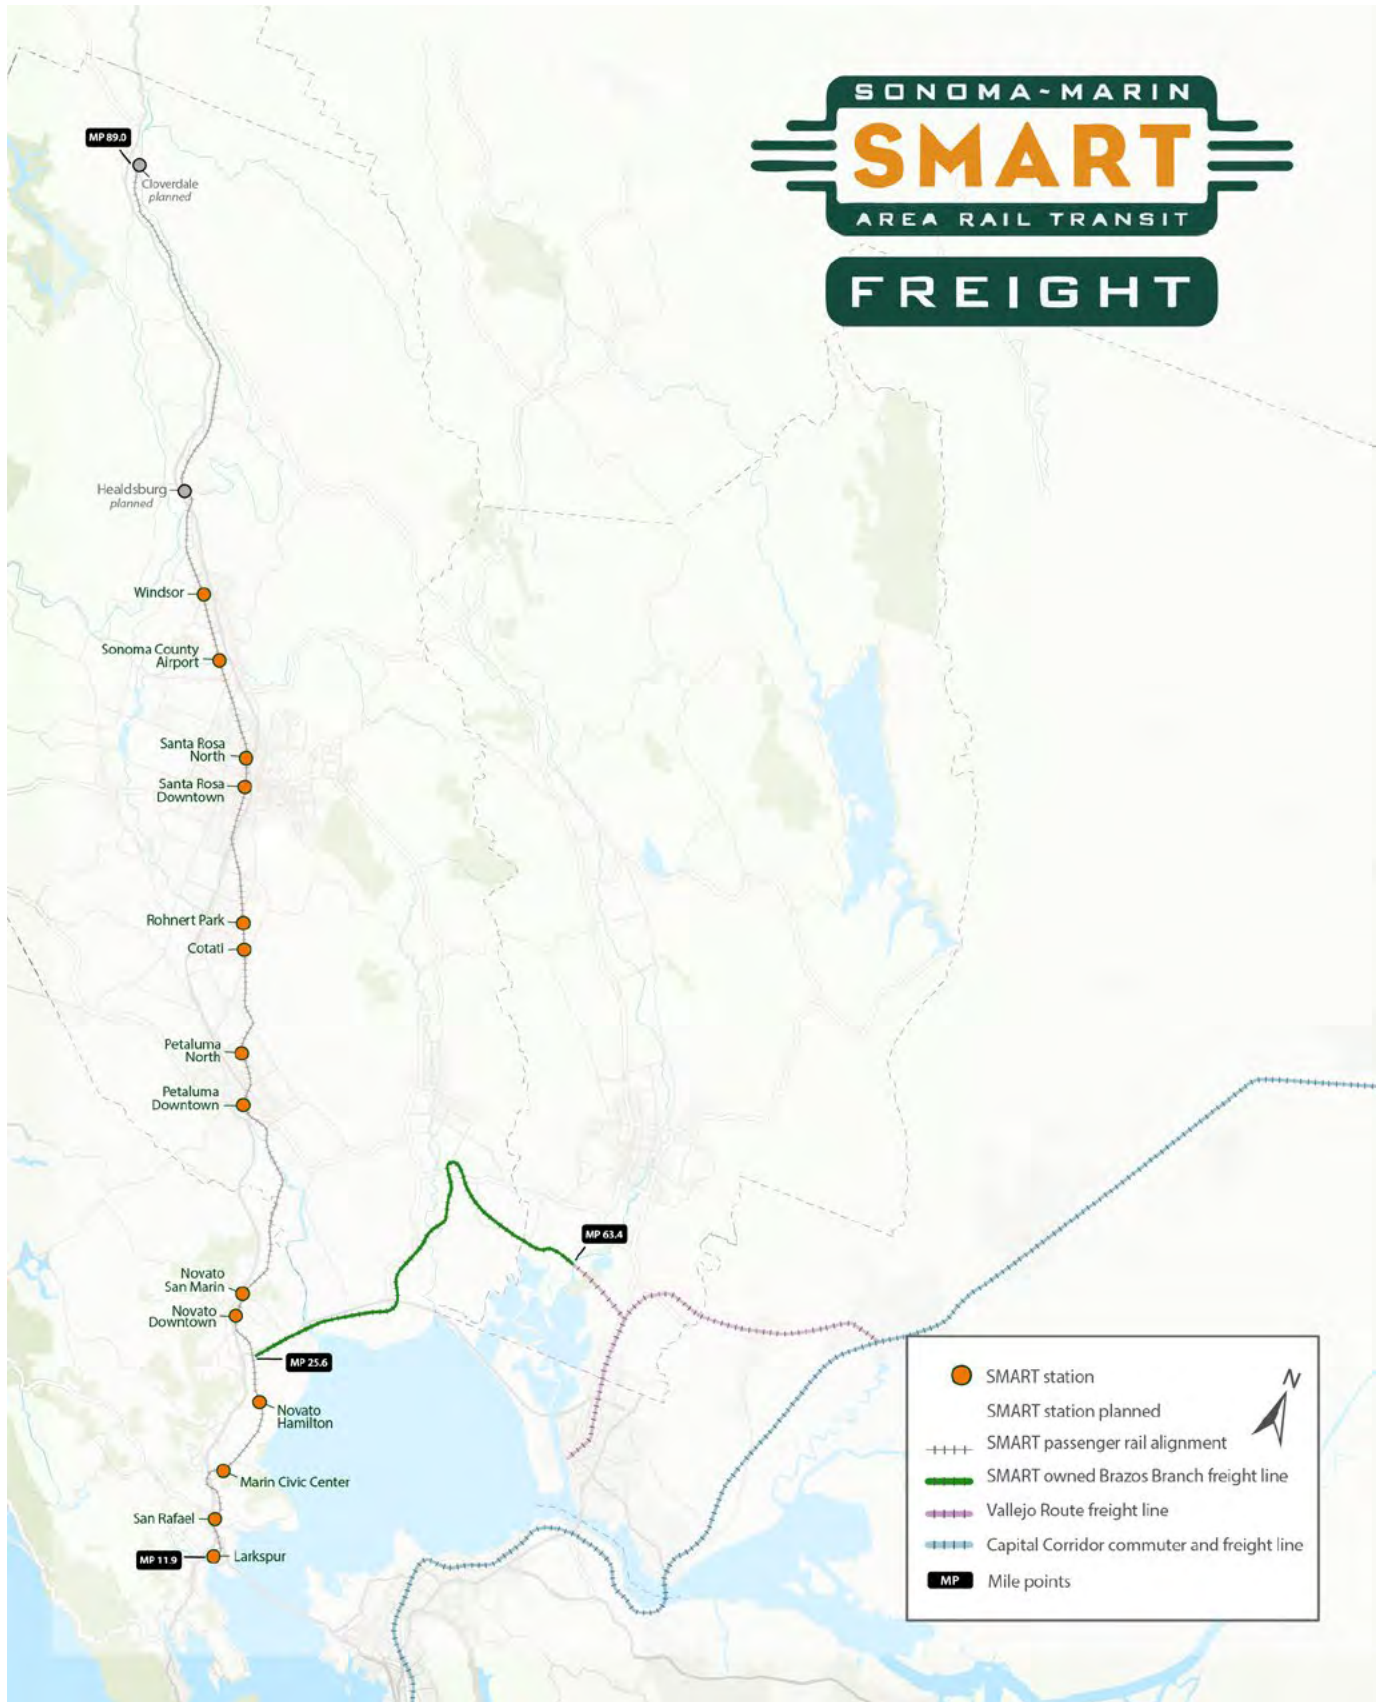 SONOMA~MARIN
SMART
AREA RAIL TRANSIT
FREIGHT
MP 89.0
Cloverdale
planned
Healdsburg
planned
Windsor
Sonoma County
Airport
Santa Rosa
North
Santa Rosa
Downtown
Rohnert Park
Cotati
Petaluma
North
Petaluma
Downtown
MP 63.4
Novato
San Marin
Novato
Downtown
MP 25.6
Novato
Hamilton
Marin Civic Center
San Rafael
MP 11.9
Larkspur
N
SMART station
SMART station planned
SMART passenger rail alignment
SMART owned Brazos Branch freight line
Vallejo Route freight line
Capital Corridor commuter and freight line
MP
Mile points